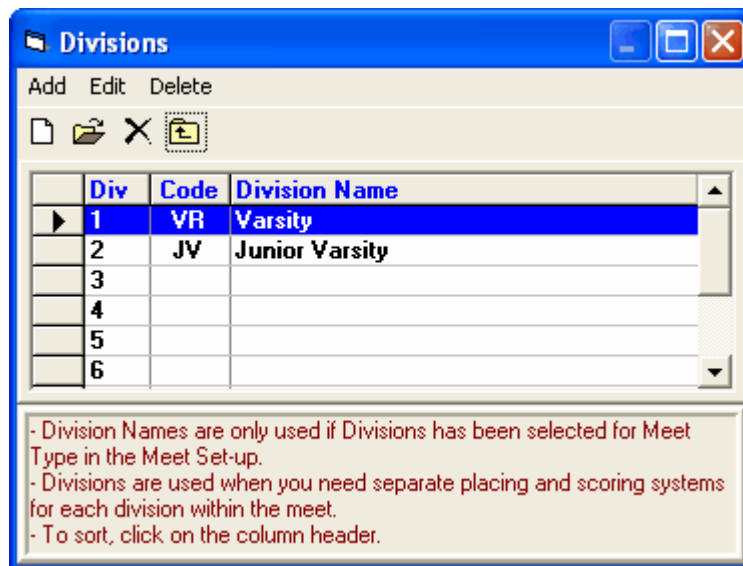 Divisions
Add Edit Delete
Div Code Division Name
1 VR Varsity
2 JV Junior Varsity
3
4
5
6
- Division Names are only used if Divisions has been selected for Meet
Type in the Meet Set-up.
- Divisions are used when you need separate placing and scoring systems
for each division within the meet.
- To sort, click on the column header.